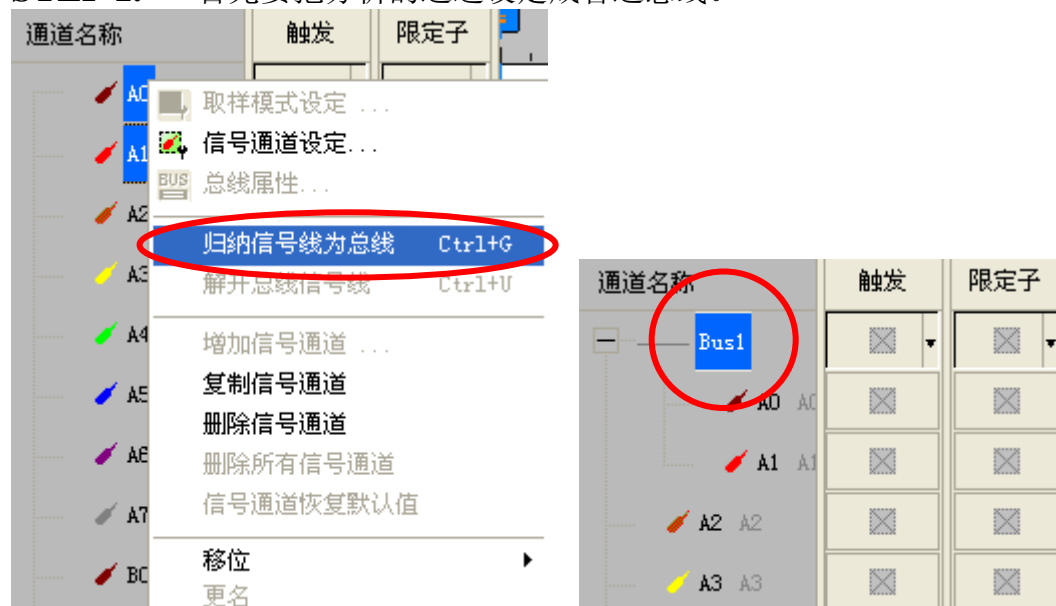 通道名称 触发 限定子
A0
A1
A2
A3
A4
A5
A6
A7
B0
取样模式设定 ...
信号通道设定...
BUS 总线属性...
归纳信号线为总线 Ctrl+G
解开总线信号线 Ctrl+U
增加信号通道 ...
复制信号通道
删除信号通道
删除所有信号通道
信号通道恢复默认值
移位
更名
通道名称 触发 限定子
Bus1
A0 A0
A1 A1
A2 A2
A3 A3